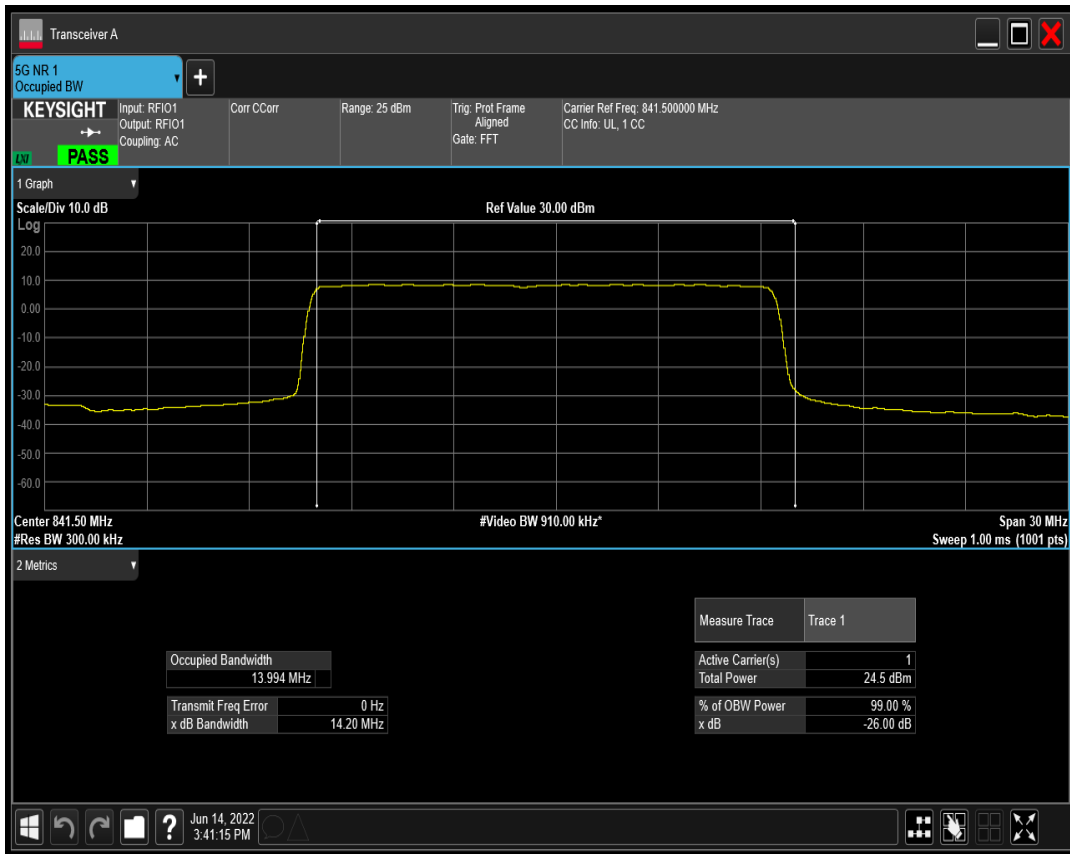 Transceiver A
5G NR 1
Occupied BW
+
KEYSIGHT
LXI
PASS
Input: RFIO1
Output: RFIO1
Coupling: AC
Corr CCorr
Range: 25 dBm
Trig: Prot Frame
Aligned
Gate: FFT
Carrier Ref Freq: 841.500000 MHz
CC Info: UL, 1 CC
1 Graph
Scale/Div 10.0 dB
Ref Value 30.00 dBm
Log
20.0
10.0
0.00
-10.0
-20.0
-30.0
-40.0
-50.0
-60.0
Center 841.50 MHz
#Video BW 910.00 kHz*
Span 30 MHz
#Res BW 300.00 kHz
Sweep 1.00 ms (1001 pts)
2 Metrics
Measure Trace Trace 1
Occupied Bandwidth
13.994 MHz
Active Carrier(s) 1
Total Power 24.5 dBm
Transmit Freq Error 0 Hz
x dB Bandwidth 14.20 MHz
% of OBW Power 99.00 %
x dB -26.00 dB
?
Jun 14, 2022
3:41:15 PM